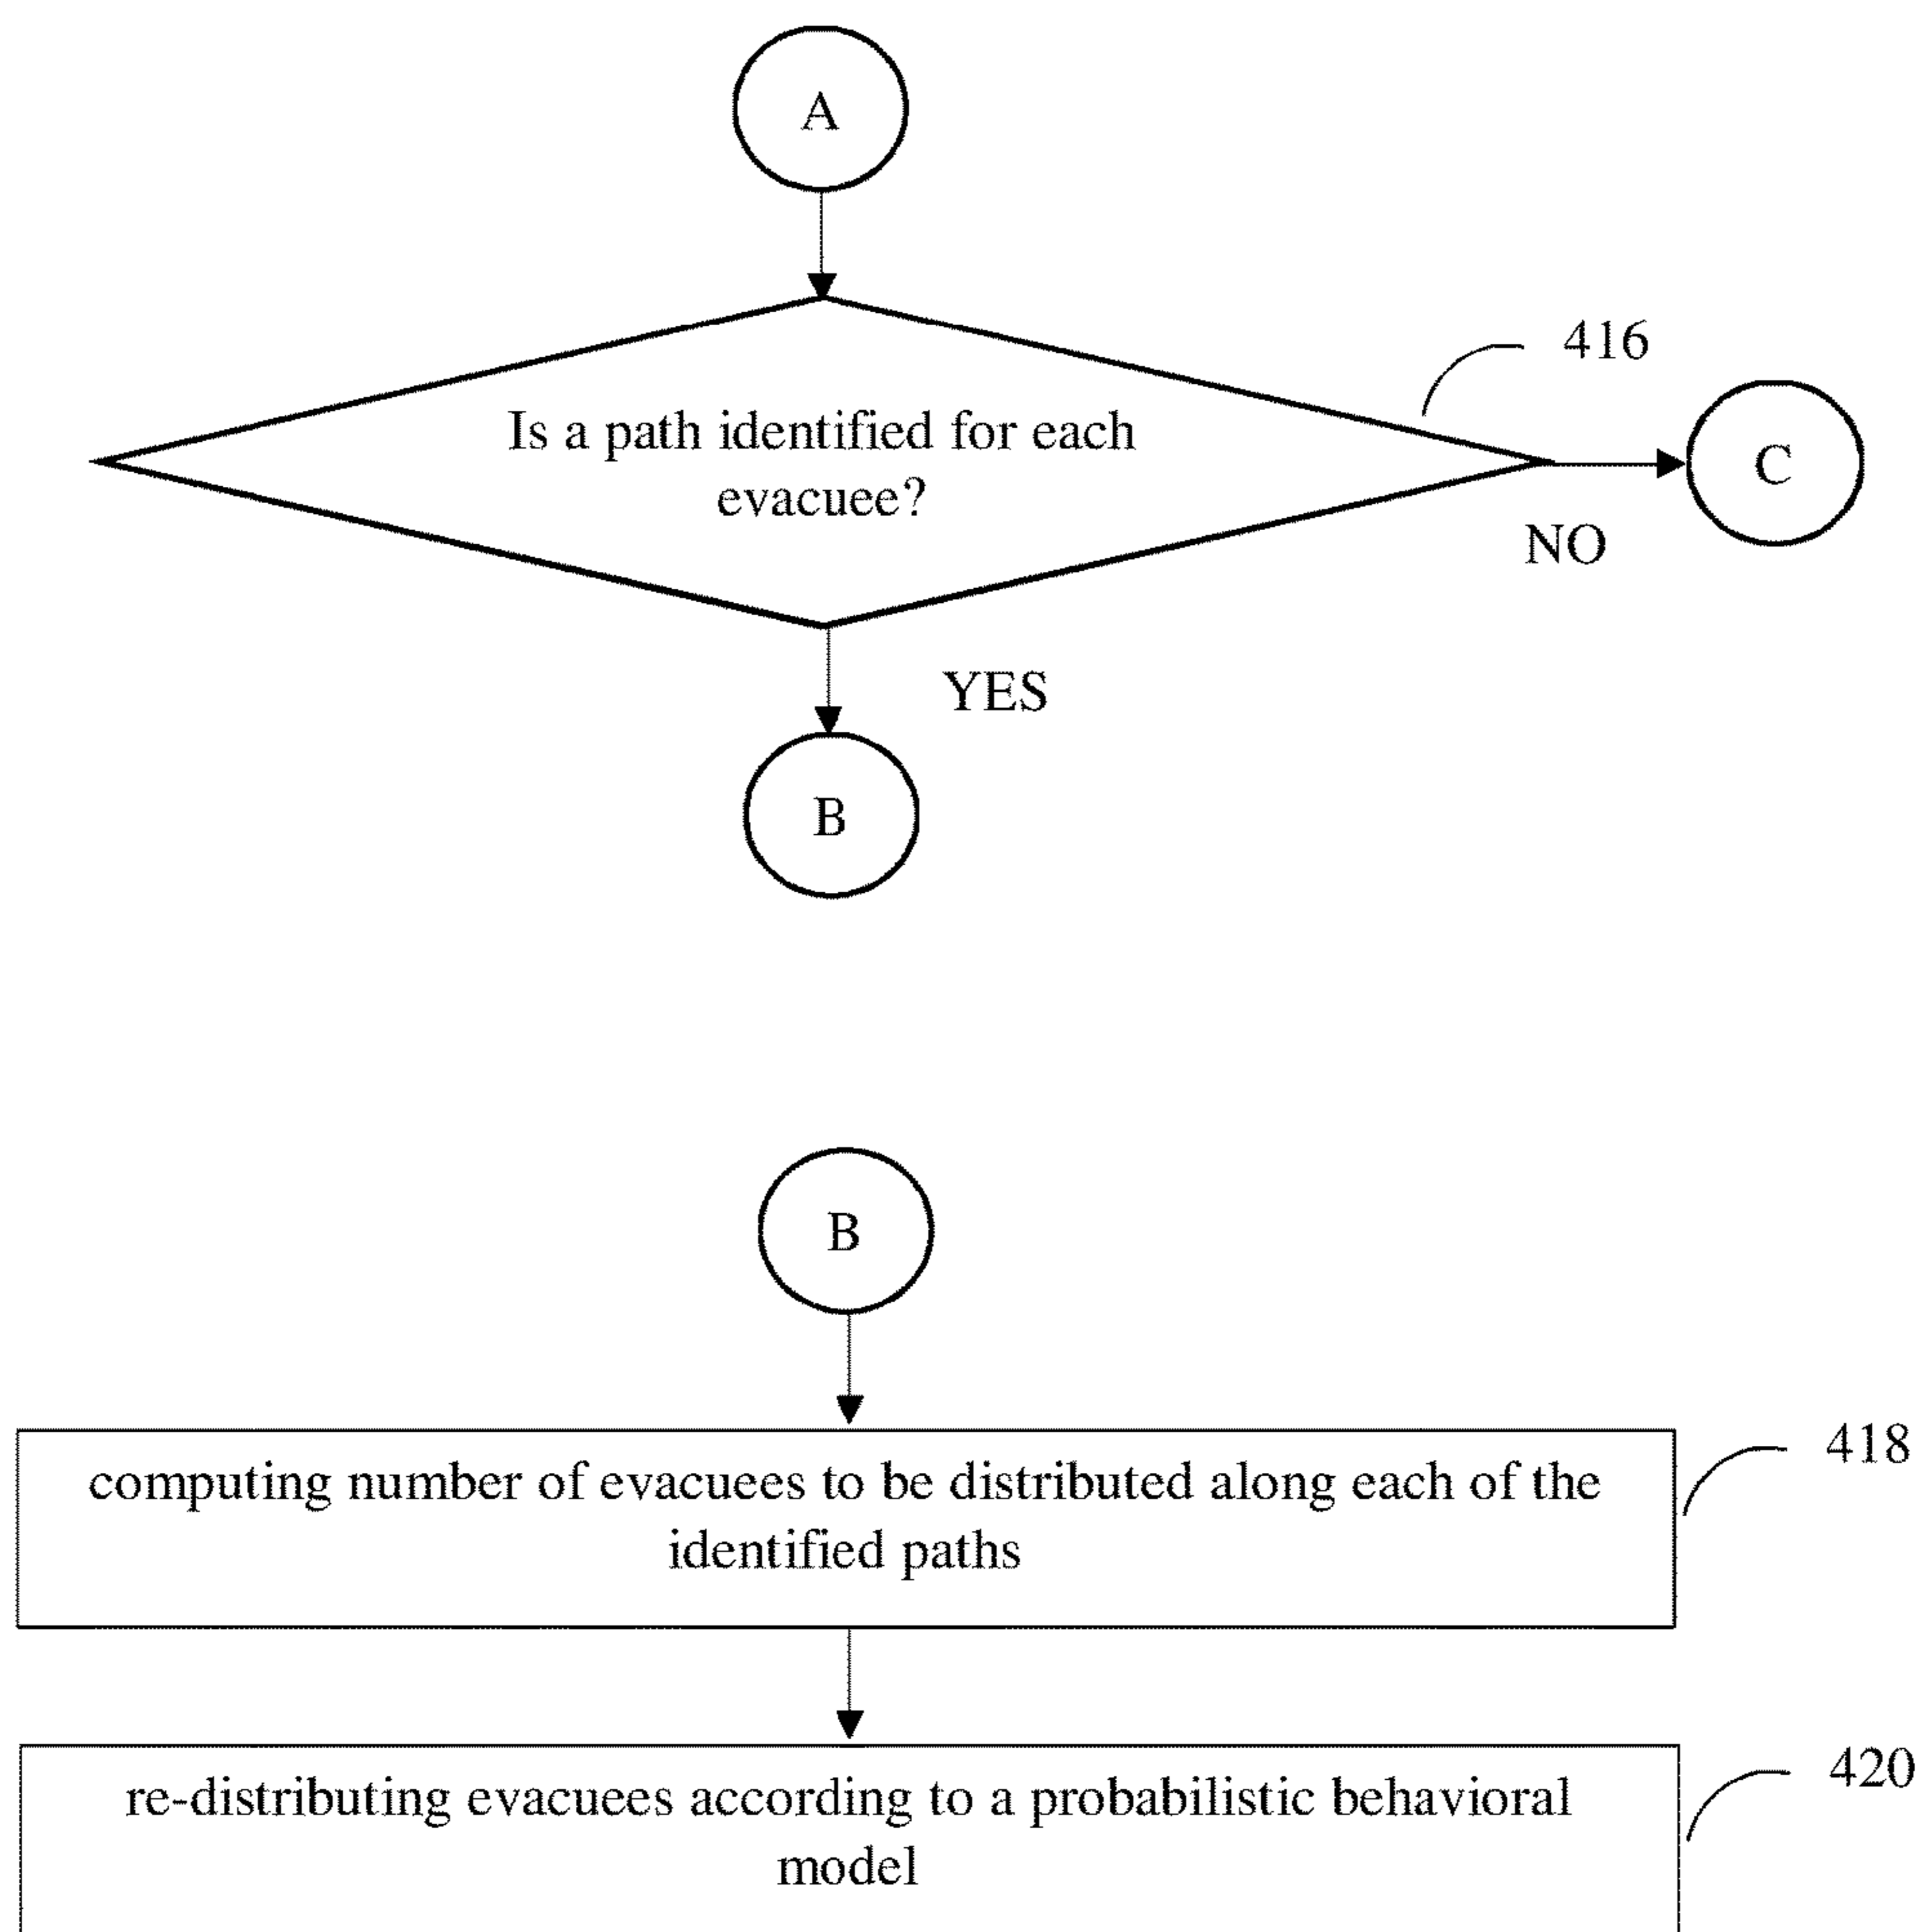 A
416
Is a path identified for each
evacuee?
C
NO
YES
B
B
418
computing number of evacuees to be distributed along each of the
identified paths
420
re-distributing evacuees according to a probabilistic behavioral
model